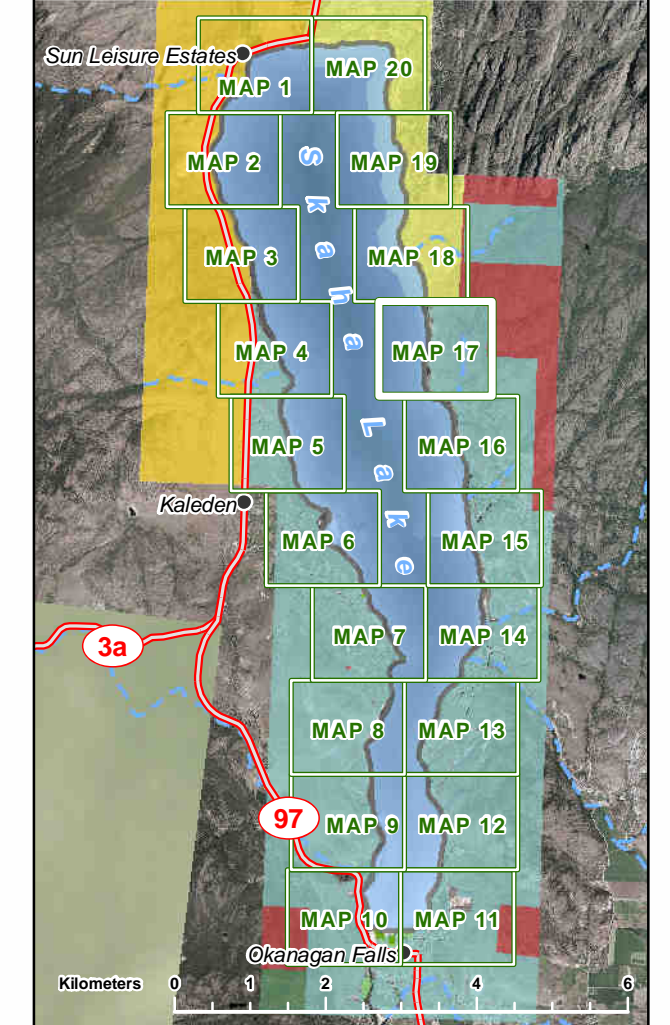 Sun Leisure Estates
MAP 20
MAP 1
MAP 2
MAP 19
MAP 3
MAP 18
MAP 4
MAP 17
MAP 5
MAP 16
Skaha Lake
Kaleden
MAP 6
MAP 15
3a
MAP 7
MAP 14
MAP 8
MAP 13
97
MAP 9
MAP 12
MAP 10
MAP 11
Okanagan Falls
Kilometers 0 1 2 4 6